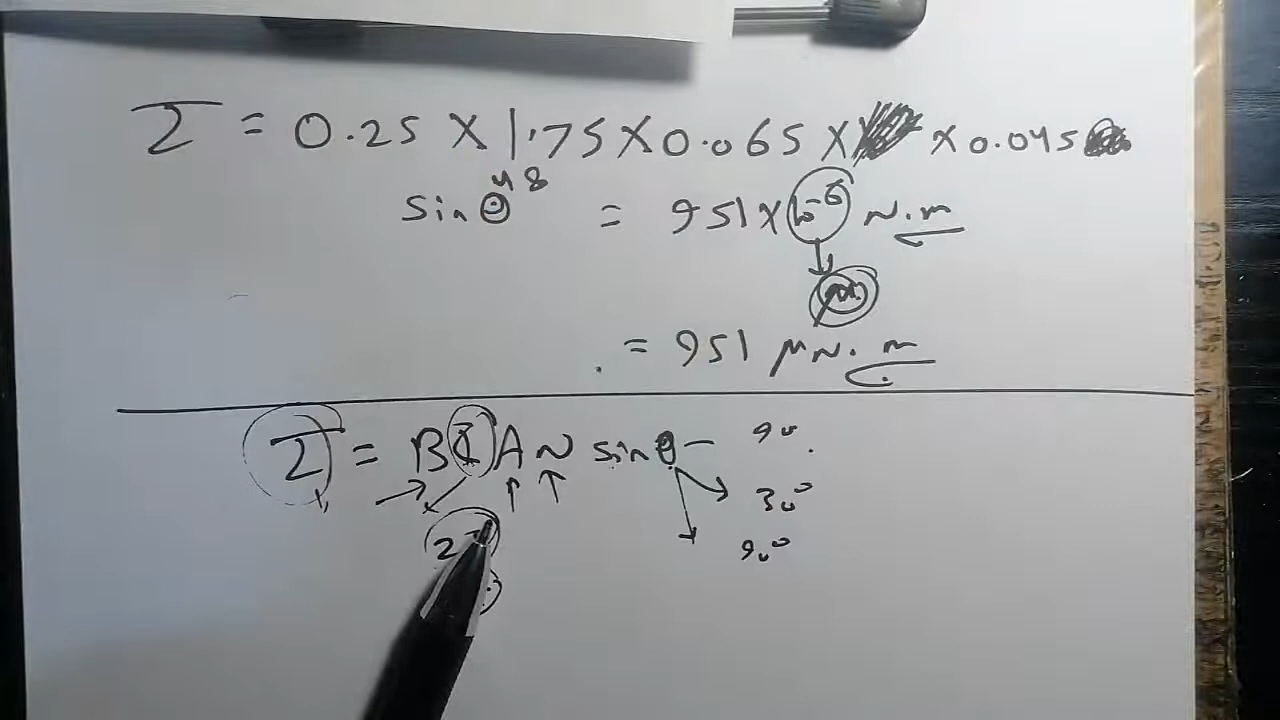 τ = 0.25 × 1.75 × 0.065 × × 0.045
sin θ 48 = 951 × 10⁻⁶ N.m
= 951 μN.m
τ = B I A N sin θ – 90
30°
90°
2